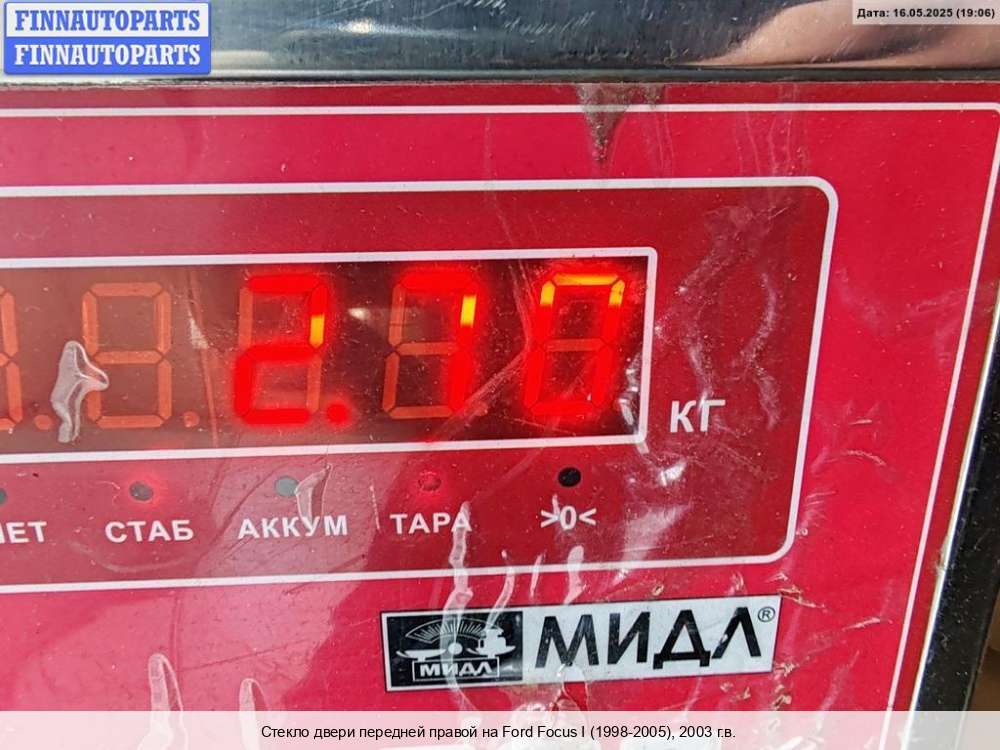 FINNAUTOPARTS
FINNAUTOPARTS
Дата: 16.05.2025 (19:06)
2.70
КГ
СТАБ АККУМ ТАРА >0<
МИДЛ МИДЛ®
Стекло двери передней правой на Ford Focus I (1998-2005), 2003 г.в.